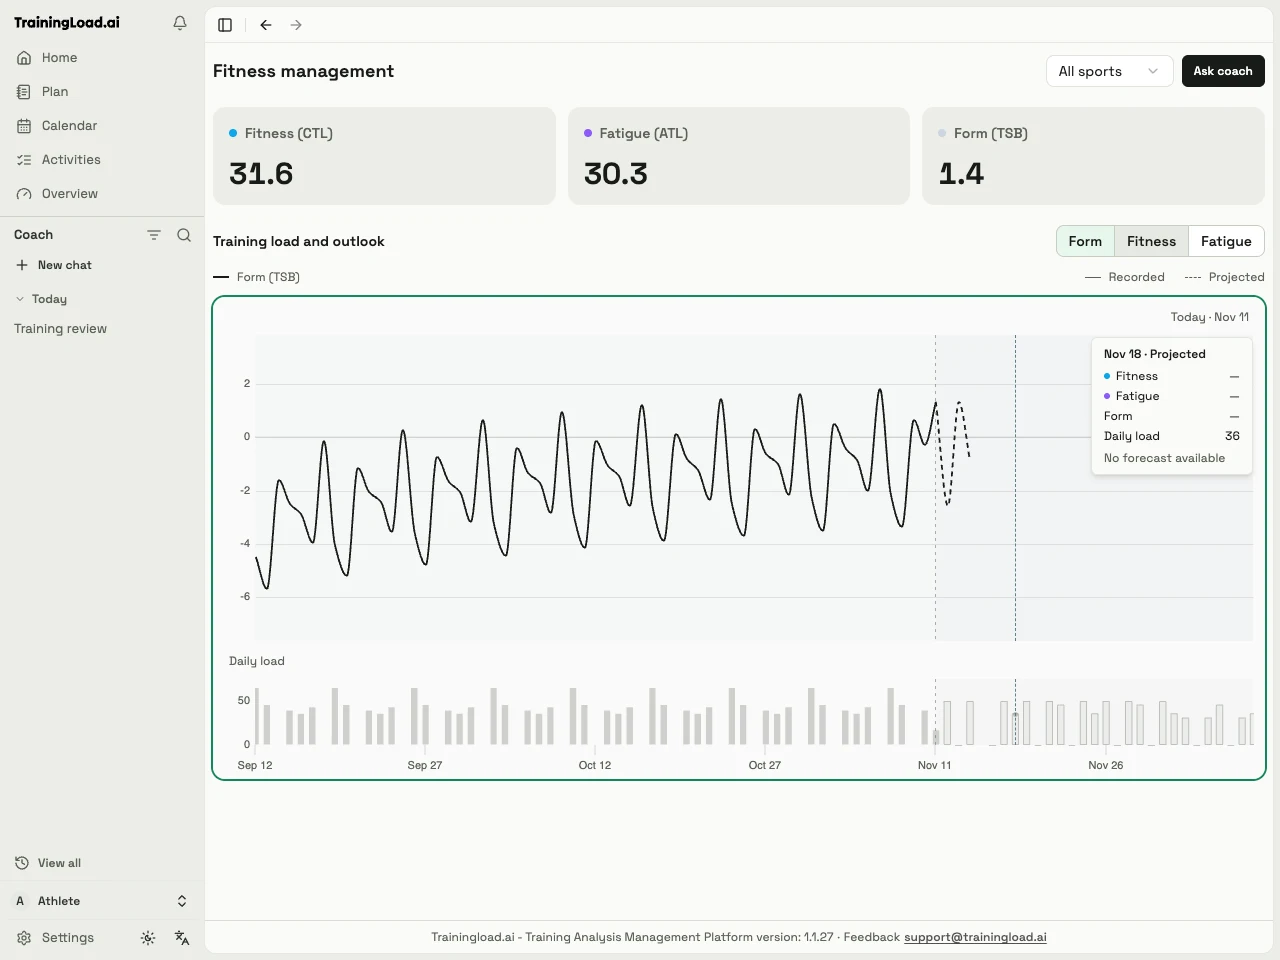 TrainingLoad.ai
Home
Plan
Calendar
Activities
Overview
Coach
New chat
Today
Training review
View all
A Athlete
Settings
Fitness management
All sports
Ask coach
Fitness (CTL)
31.6
Fatigue (ATL)
30.3
Form (TSB)
1.4
Training load and outlook
Form Fitness Fatigue
Form (TSB)
Recorded Projected
Today · Nov 11
2
0
-2
-4
-6
Nov 18 · Projected
Fitness —
Fatigue —
Form —
Daily load 36
No forecast available
Daily load
50
0
Sep 12 Sep 27 Oct 12 Oct 27 Nov 11 Nov 26
Trainingload.ai - Training Analysis Management Platform version: 1.1.27 · Feedback support@trainingload.ai